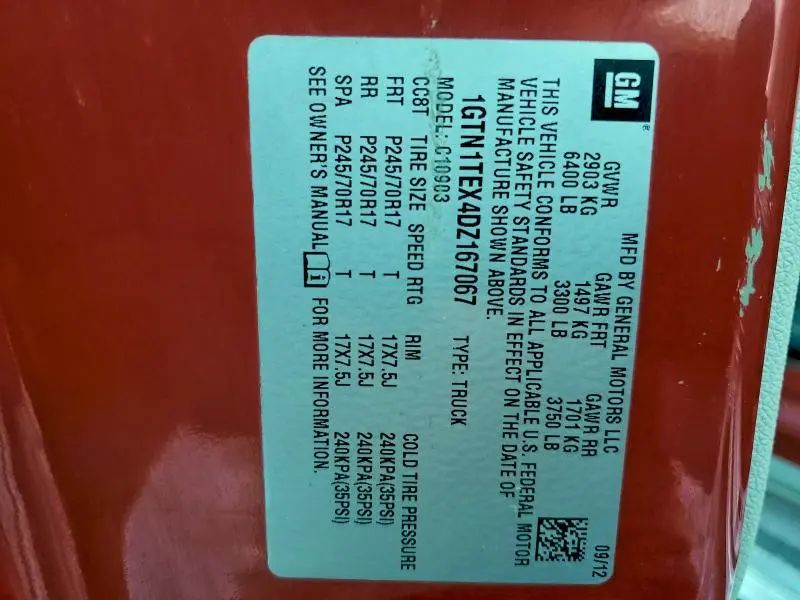 GM
MFD BY GENERAL MOTORS LLC 09/12
GVWR GAWR FRT GAWR RR
2903 KG 1497 KG 1701 KG
6400 LB 3300 LB 3750 LB
THIS VEHICLE CONFORMS TO ALL APPLICABLE U.S. FEDERAL MOTOR
VEHICLE SAFETY STANDARDS IN EFFECT ON THE DATE OF
MANUFACTURE SHOWN ABOVE.
1GTN1TEX4DZ167067 TYPE: TRUCK
MODEL: C10903
CC8T TIRE SIZE SPEED RTG RIM COLD TIRE PRESSURE
FRT P245/70R17 T 17X7.5J 240KPA(35PSI)
RR P245/70R17 T 17X7.5J 240KPA(35PSI)
SPA P245/70R17 T 17X7.5J 240KPA(35PSI)
SEE OWNER'S MANUAL i FOR MORE INFORMATION.